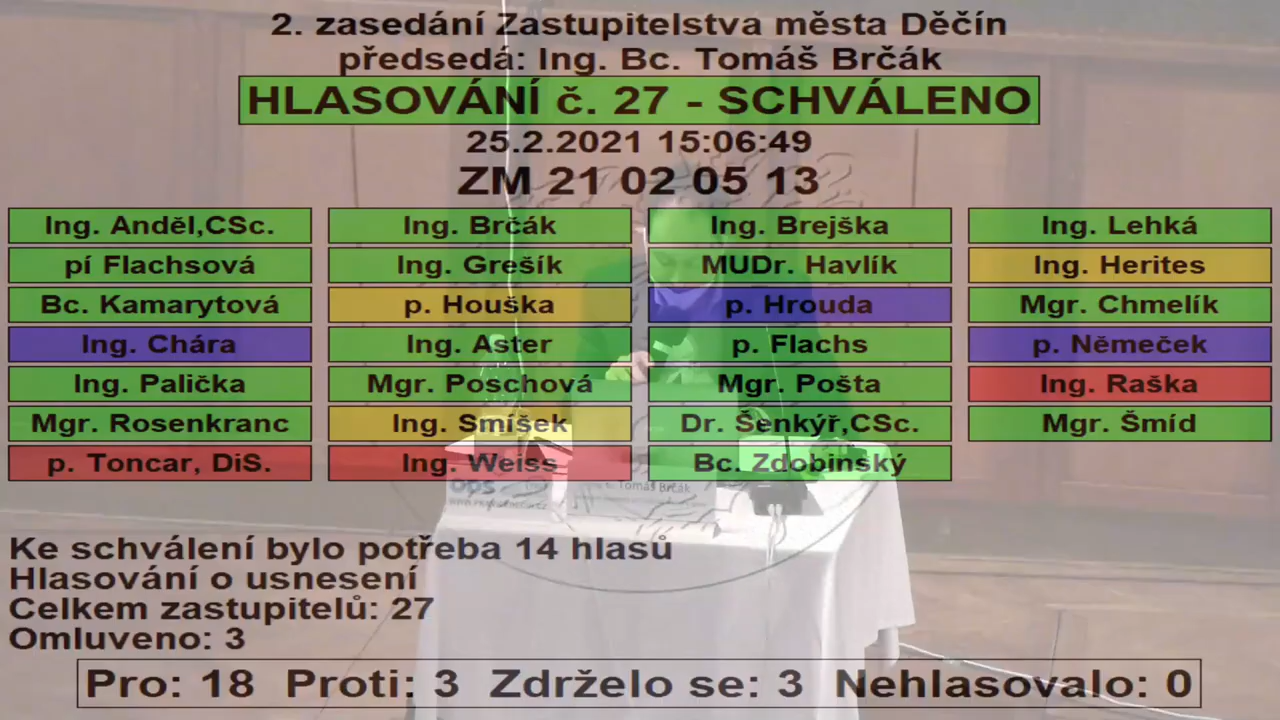 2. zasedání Zastupitelstva města Děčín
předsedá: Ing. Bc. Tomáš Brčák
HLASOVÁNÍ č. 27 - SCHVÁLENO
25.2.2021 15:06:49
ZM 21 02 05 13
Ing. Anděl,CSc. Ing. Brčák Ing. Brejška Ing. Lehká
pí Flachsová Ing. Grešík MUDr. Havlík Ing. Herites
Bc. Kamarytová p. Houška p. Hrouda Mgr. Chmelík
Ing. Chára Ing. Aster p. Flachs p. Němeček
Ing. Palička Mgr. Poschová Mgr. Pošta Ing. Raška
Mgr. Rosenkranc Ing. Smíšek Dr. Šenkýř,CSc. Mgr. Šmíd
p. Toncar, DiS. Ing. Weiss Bc. Zdobinský
ops
Tomáš Brčák
Ke schválení bylo potřeba 14 hlasů
Hlasování o usnesení
Celkem zastupitelů: 27
Omluveno: 3
Pro: 18 Proti: 3 Zdrželo se: 3 Nehlasovalo: 0